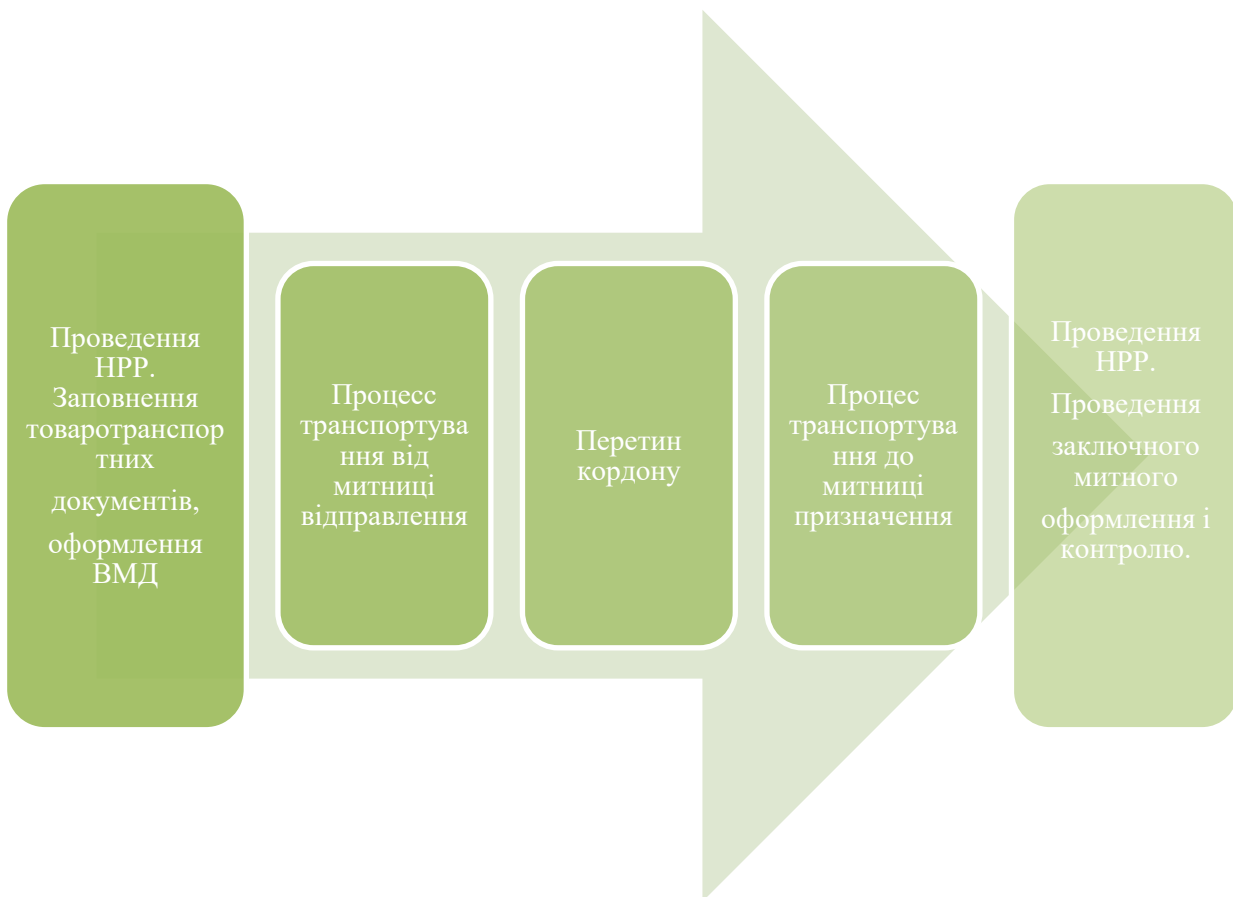 Проведення
НРР.
Заповнення
товаротранспор
тних
документів,
оформлення
ВМД
Процесс
транспортува
ння від
митниці
відправлення
Перетин
кордону
Процес
транспортува
ння до
митниці
призначення
Проведення
НРР.
Проведення
заключного
митного
оформлення і
контролю.